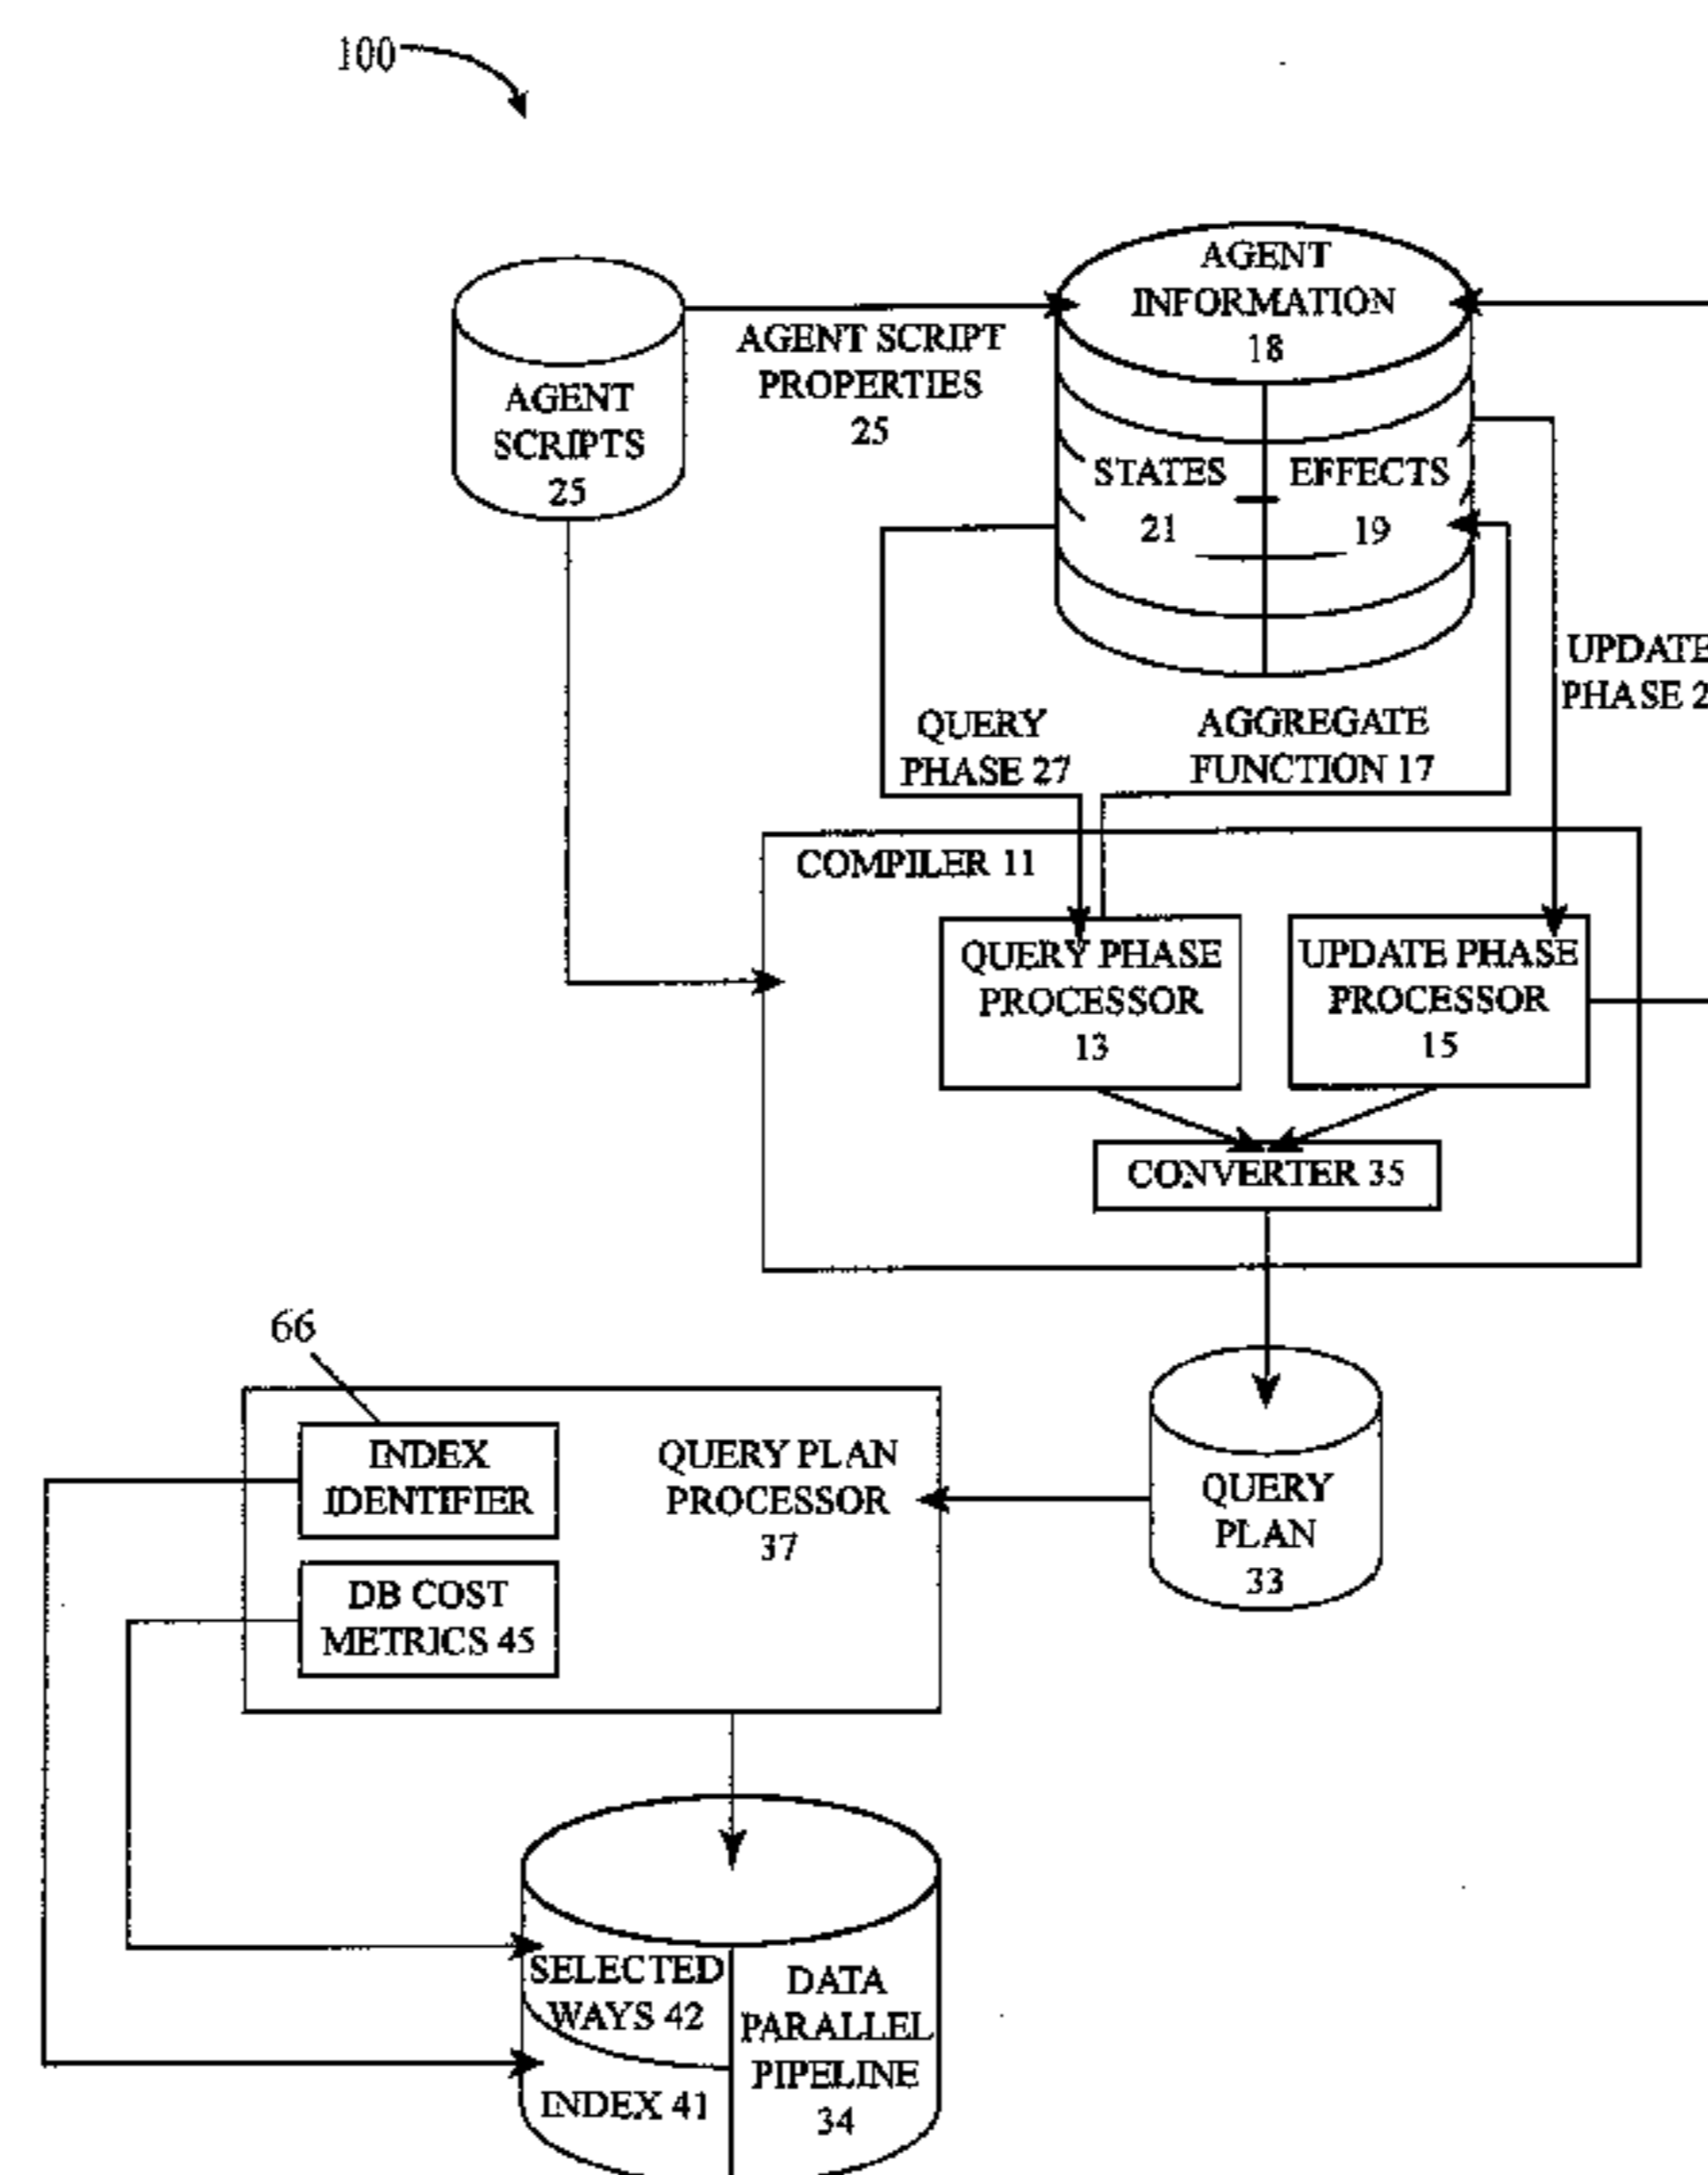 100
AGENT
INFORMATION
18
AGENT SCRIPT
PROPERTIES
25
AGENT
SCRIPTS
25
STATES
21
EFFECTS
19
UPDATE
PHASE 2
QUERY
PHASE 27
AGGREGATE
FUNCTION 17
COMPILER 11
QUERY PHASE
PROCESSOR
13
UPDATE PHASE
PROCESSOR
15
CONVERTER 35
66
INDEX
IDENTIFIER
QUERY PLAN
PROCESSOR
37
QUERY
PLAN
33
DB COST
METRICS 45
SELECTED
WAYS 42
DATA
PARALLEL
PIPELINE
34
INDEX 41